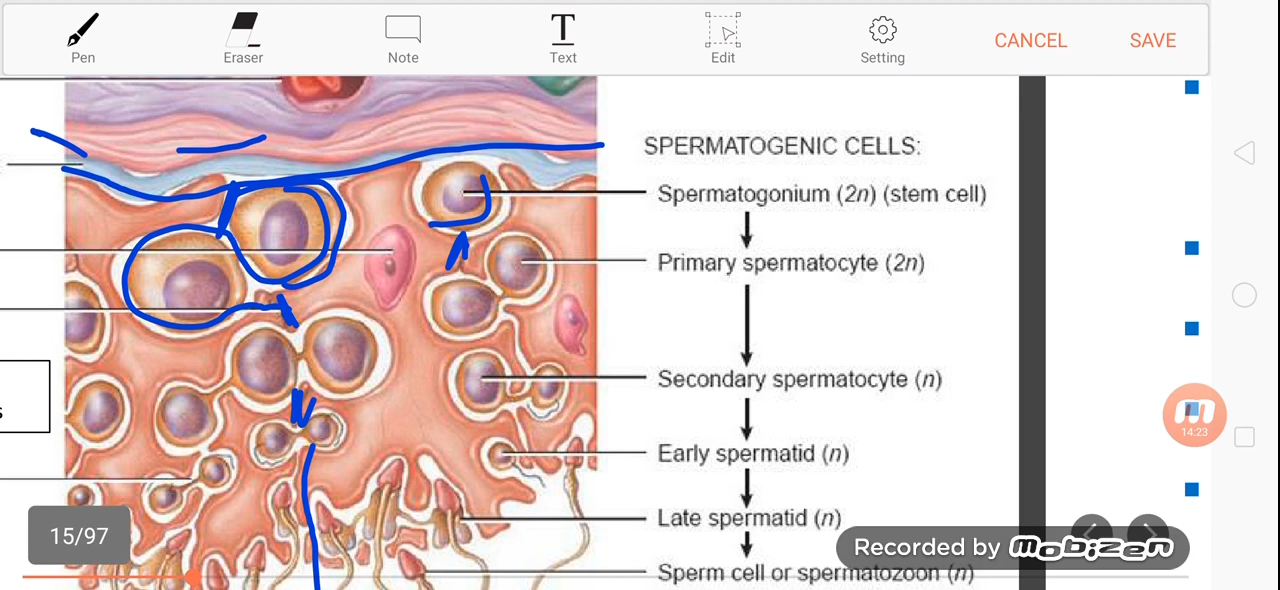 Pen
Eraser
Note
Text
Edit
Setting
CANCEL
SAVE
SPERMATOGENIC CELLS:
Spermatogonium (2n) (stem cell)
Primary spermatocyte (2n)
Secondary spermatocyte (n)
s
Early spermatid (n)
Late spermatid (n)
15/97
Recorded by mobizen
Sperm cell or spermatozoon (n)
14:23